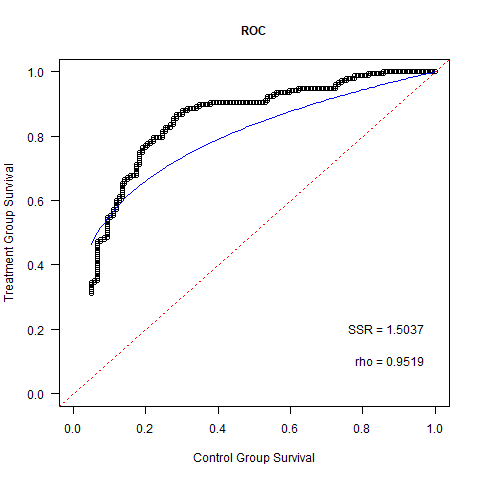 ROC
Treatment Group Survival
1.0
0.8
0.6
0.4
0.2
0.0
SSR = 1.5037
rho = 0.9519
0.0 0.2 0.4 0.6 0.8 1.0
Control Group Survival